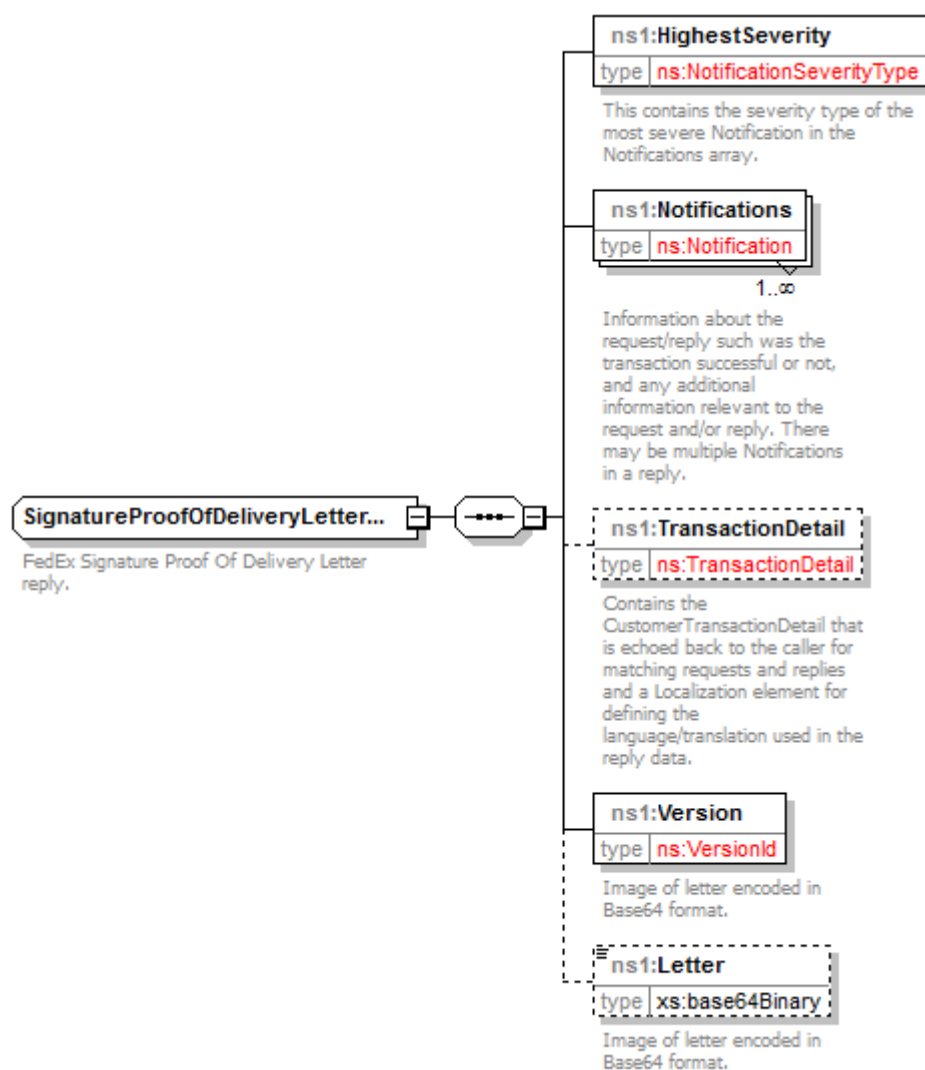 ns1:HighestSeverity
type ns:NotificationSeverityType
This contains the severity type of the
most severe Notification in the
Notifications array.
ns1:Notifications
type ns:Notification
1..∞
Information about the
request/reply such was the
transaction successful or not,
and any additional
information relevant to the
request and/or reply. There
may be multiple Notifications
in a reply.
SignatureProofOfDeliveryLetter...
FedEx Signature Proof Of Delivery Letter
reply.
ns1:TransactionDetail
type ns:TransactionDetail
Contains the
CustomerTransactionDetail that
is echoed back to the caller for
matching requests and replies
and a Localization element for
defining the
language/translation used in the
reply data.
ns1:Version
type ns:VersionId
Image of letter encoded in
Base64 format.
ns1:Letter
type xs:base64Binary
Image of letter encoded in
Base64 format.